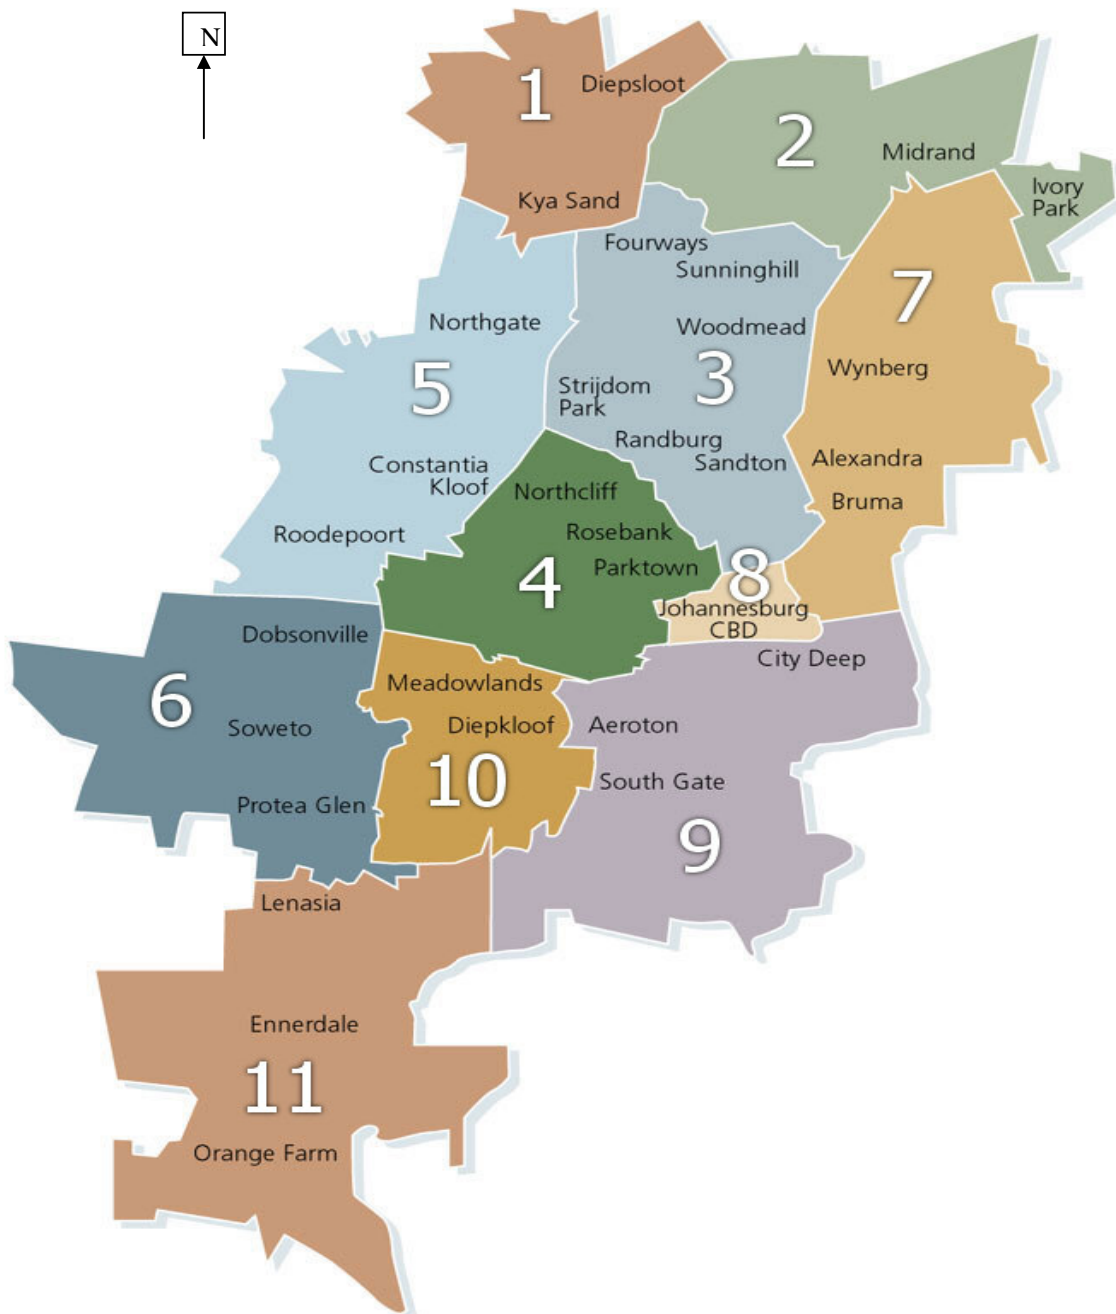 N
1
Diepsloot
2
Midrand
Ivory
Park
Kya Sand
Fourways
Sunninghill
7
Northgate
Woodmead
5
3
Wynberg
Strijdom
Park
Randburg
Sandton
Constantia
Kloof
Alexandra
Northcliff
Bruma
Roodepoort
Rosebank
4
Parktown
8
Johannesburg
CBD
Dobsonville
City Deep
6
Meadowlands
Soweto
Diepkloof
Aeroton
10
South Gate
Protea Glen
9
Lenasia
Ennerdale
11
Orange Farm